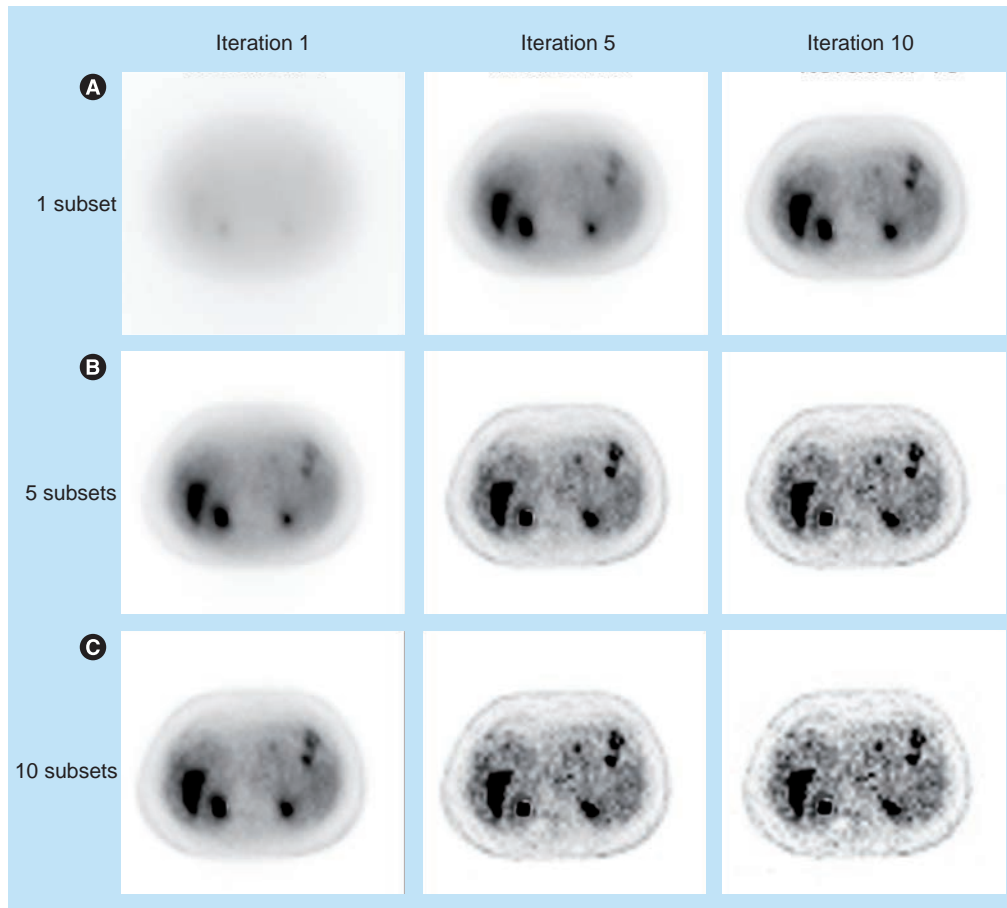 Iteration 1 Iteration 5 Iteration 10
A
1 subset
B
5 subsets
C
10 subsets